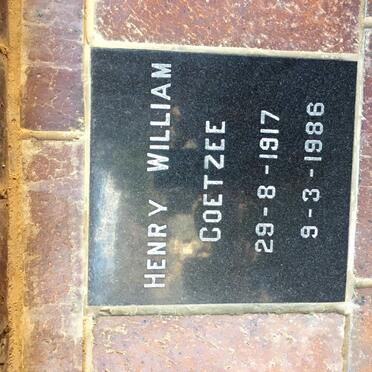 HENRY WILLIAM
COETZEE
29-8-1917
9-3-1986